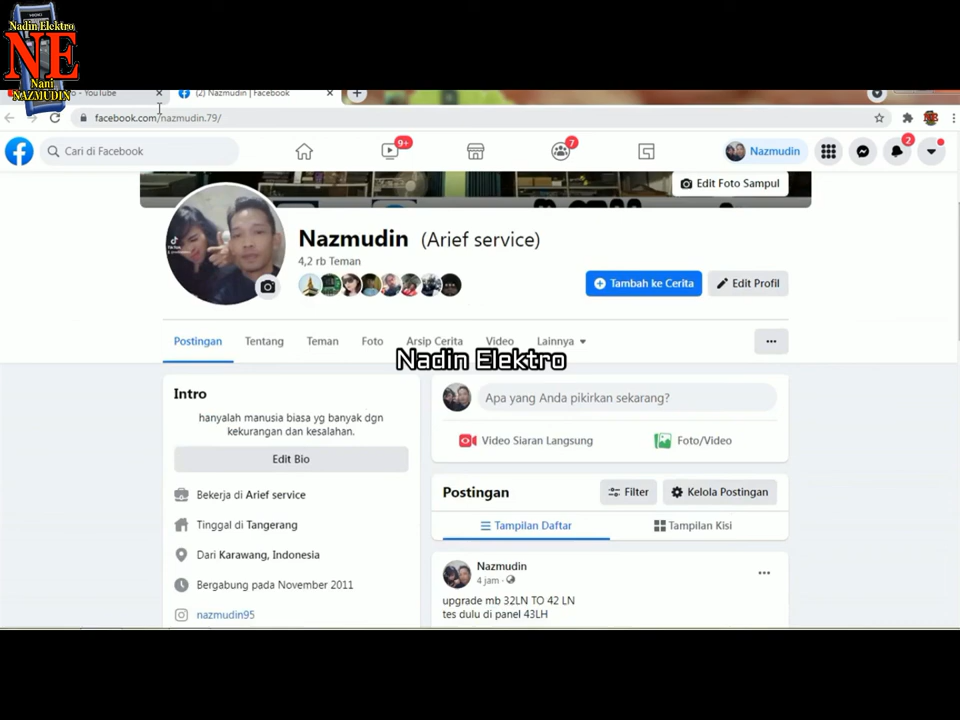 Nadin Elektro
NE
Nani
NAZMUDIN
- YouTube
(2) Nazmudin | Facebook
facebook.com/nazmudin.79/
NE
Cari di Facebook
9+
7
Nazmudin
2
Edit Foto Sampul
Nazmudin (Arief service)
4,2 rb Teman
Tambah ke Cerita
Edit Profil
Postingan
Tentang
Teman
Foto
Arsip Cerita
Video
Lainnya
Nadin Elektro
Intro
hanyalah manusia biasa yg banyak dgn
kekurangan dan kesalahan.
Edit Bio
Bekerja di Arief service
Tinggal di Tangerang
Dari Karawang, Indonesia
Bergabung pada November 2011
nazmudin95
Apa yang Anda pikirkan sekarang?
Video Siaran Langsung
Foto/Video
Postingan
Filter
Kelola Postingan
Tampilan Daftar
Tampilan Kisi
Nazmudin
4 jam ·
upgrade mb 32LN TO 42 LN
tes dulu di panel 43LH